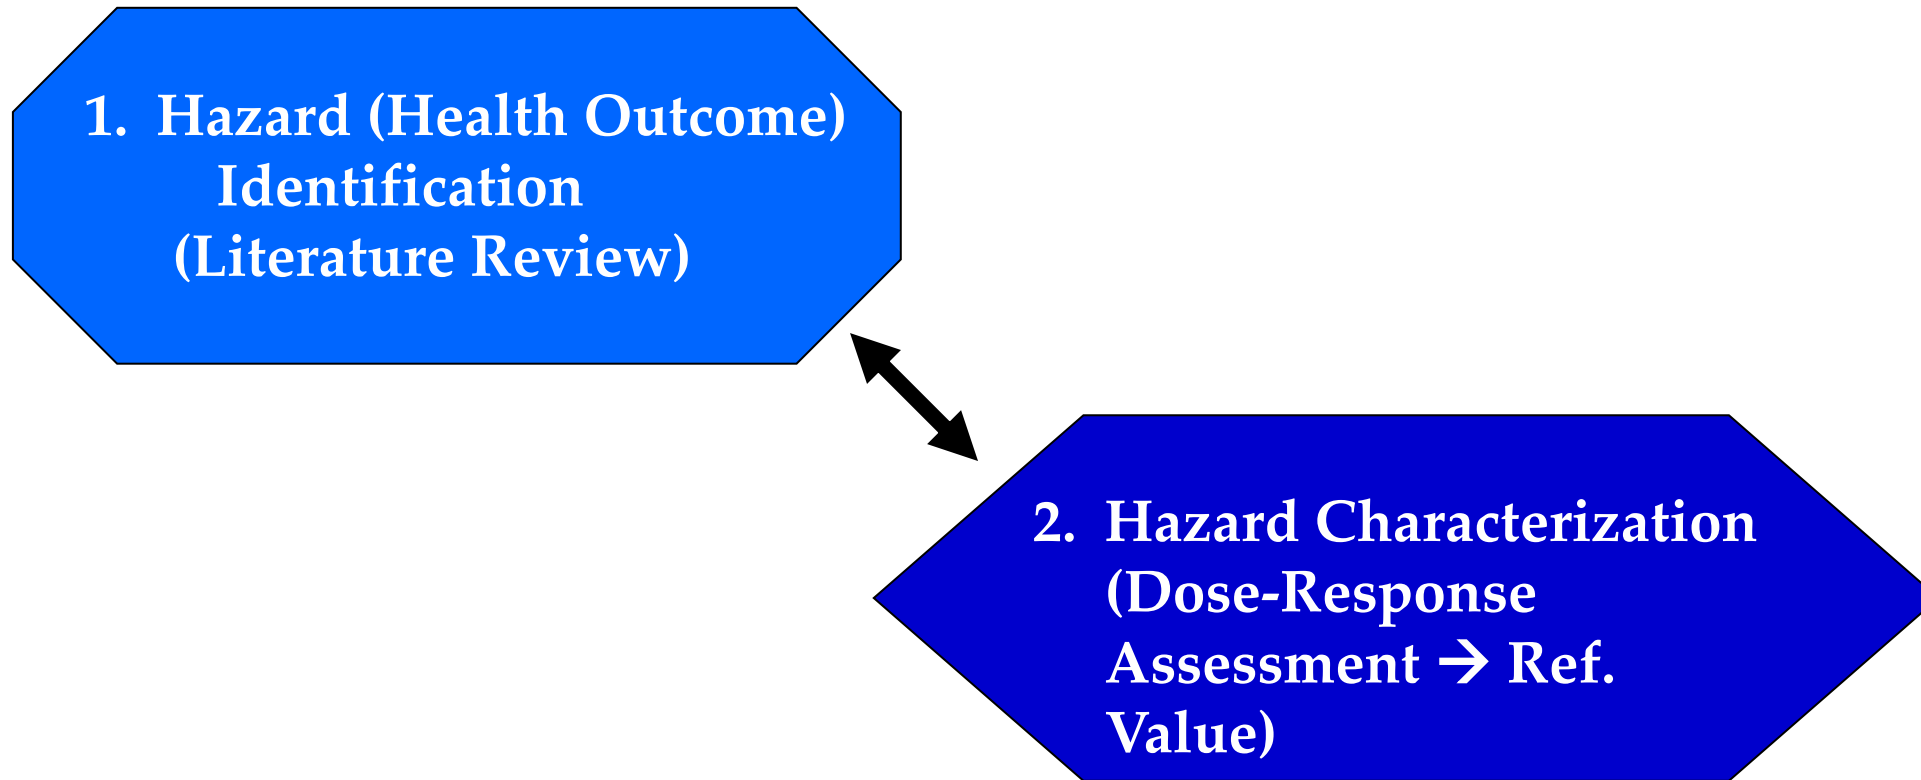 1. Hazard (Health Outcome)
Identification
(Literature Review)
2. Hazard Characterization
(Dose-Response
Assessment → Ref.
Value)